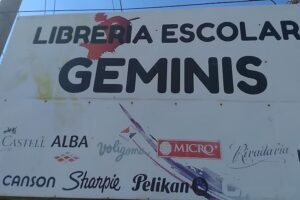 LIBRERIA ESCOLAR
GEMINIS
CASTELL ALBA Voligoma MICRO Rivadavia
CANSON Sharpie Pelikan